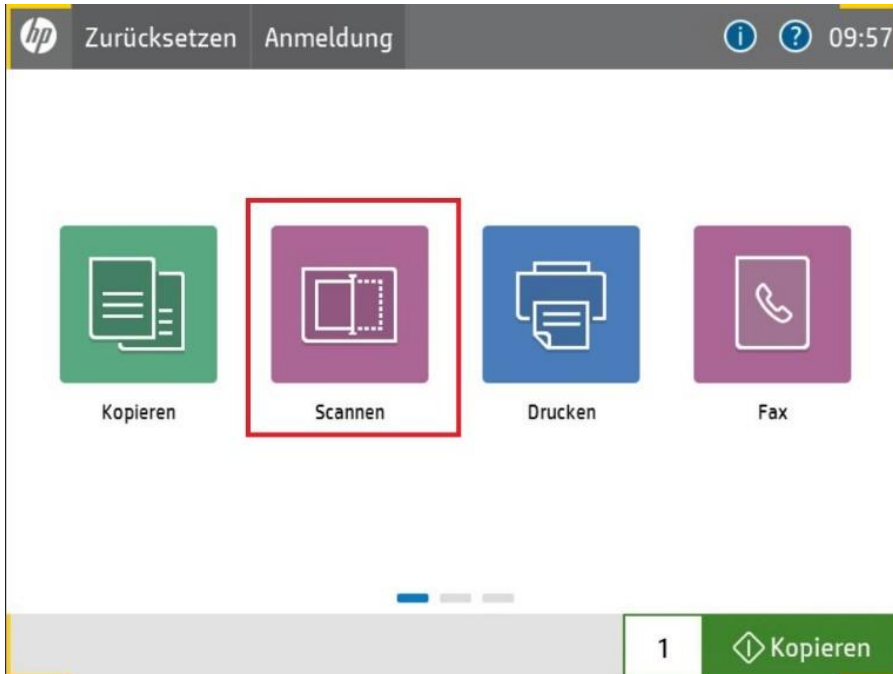 hp Zurücksetzen Anmeldung 09:57
Kopieren Scannen Drucken Fax
1 Kopieren